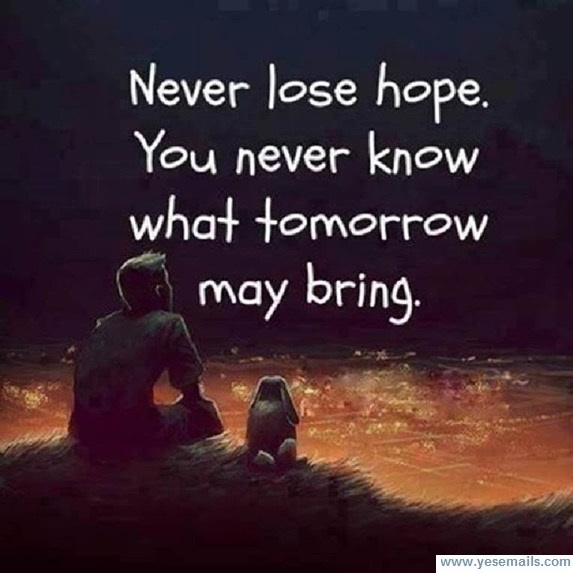 Never lose hope.
You never know
what tomorrow
may bring.
www.yesemails.com